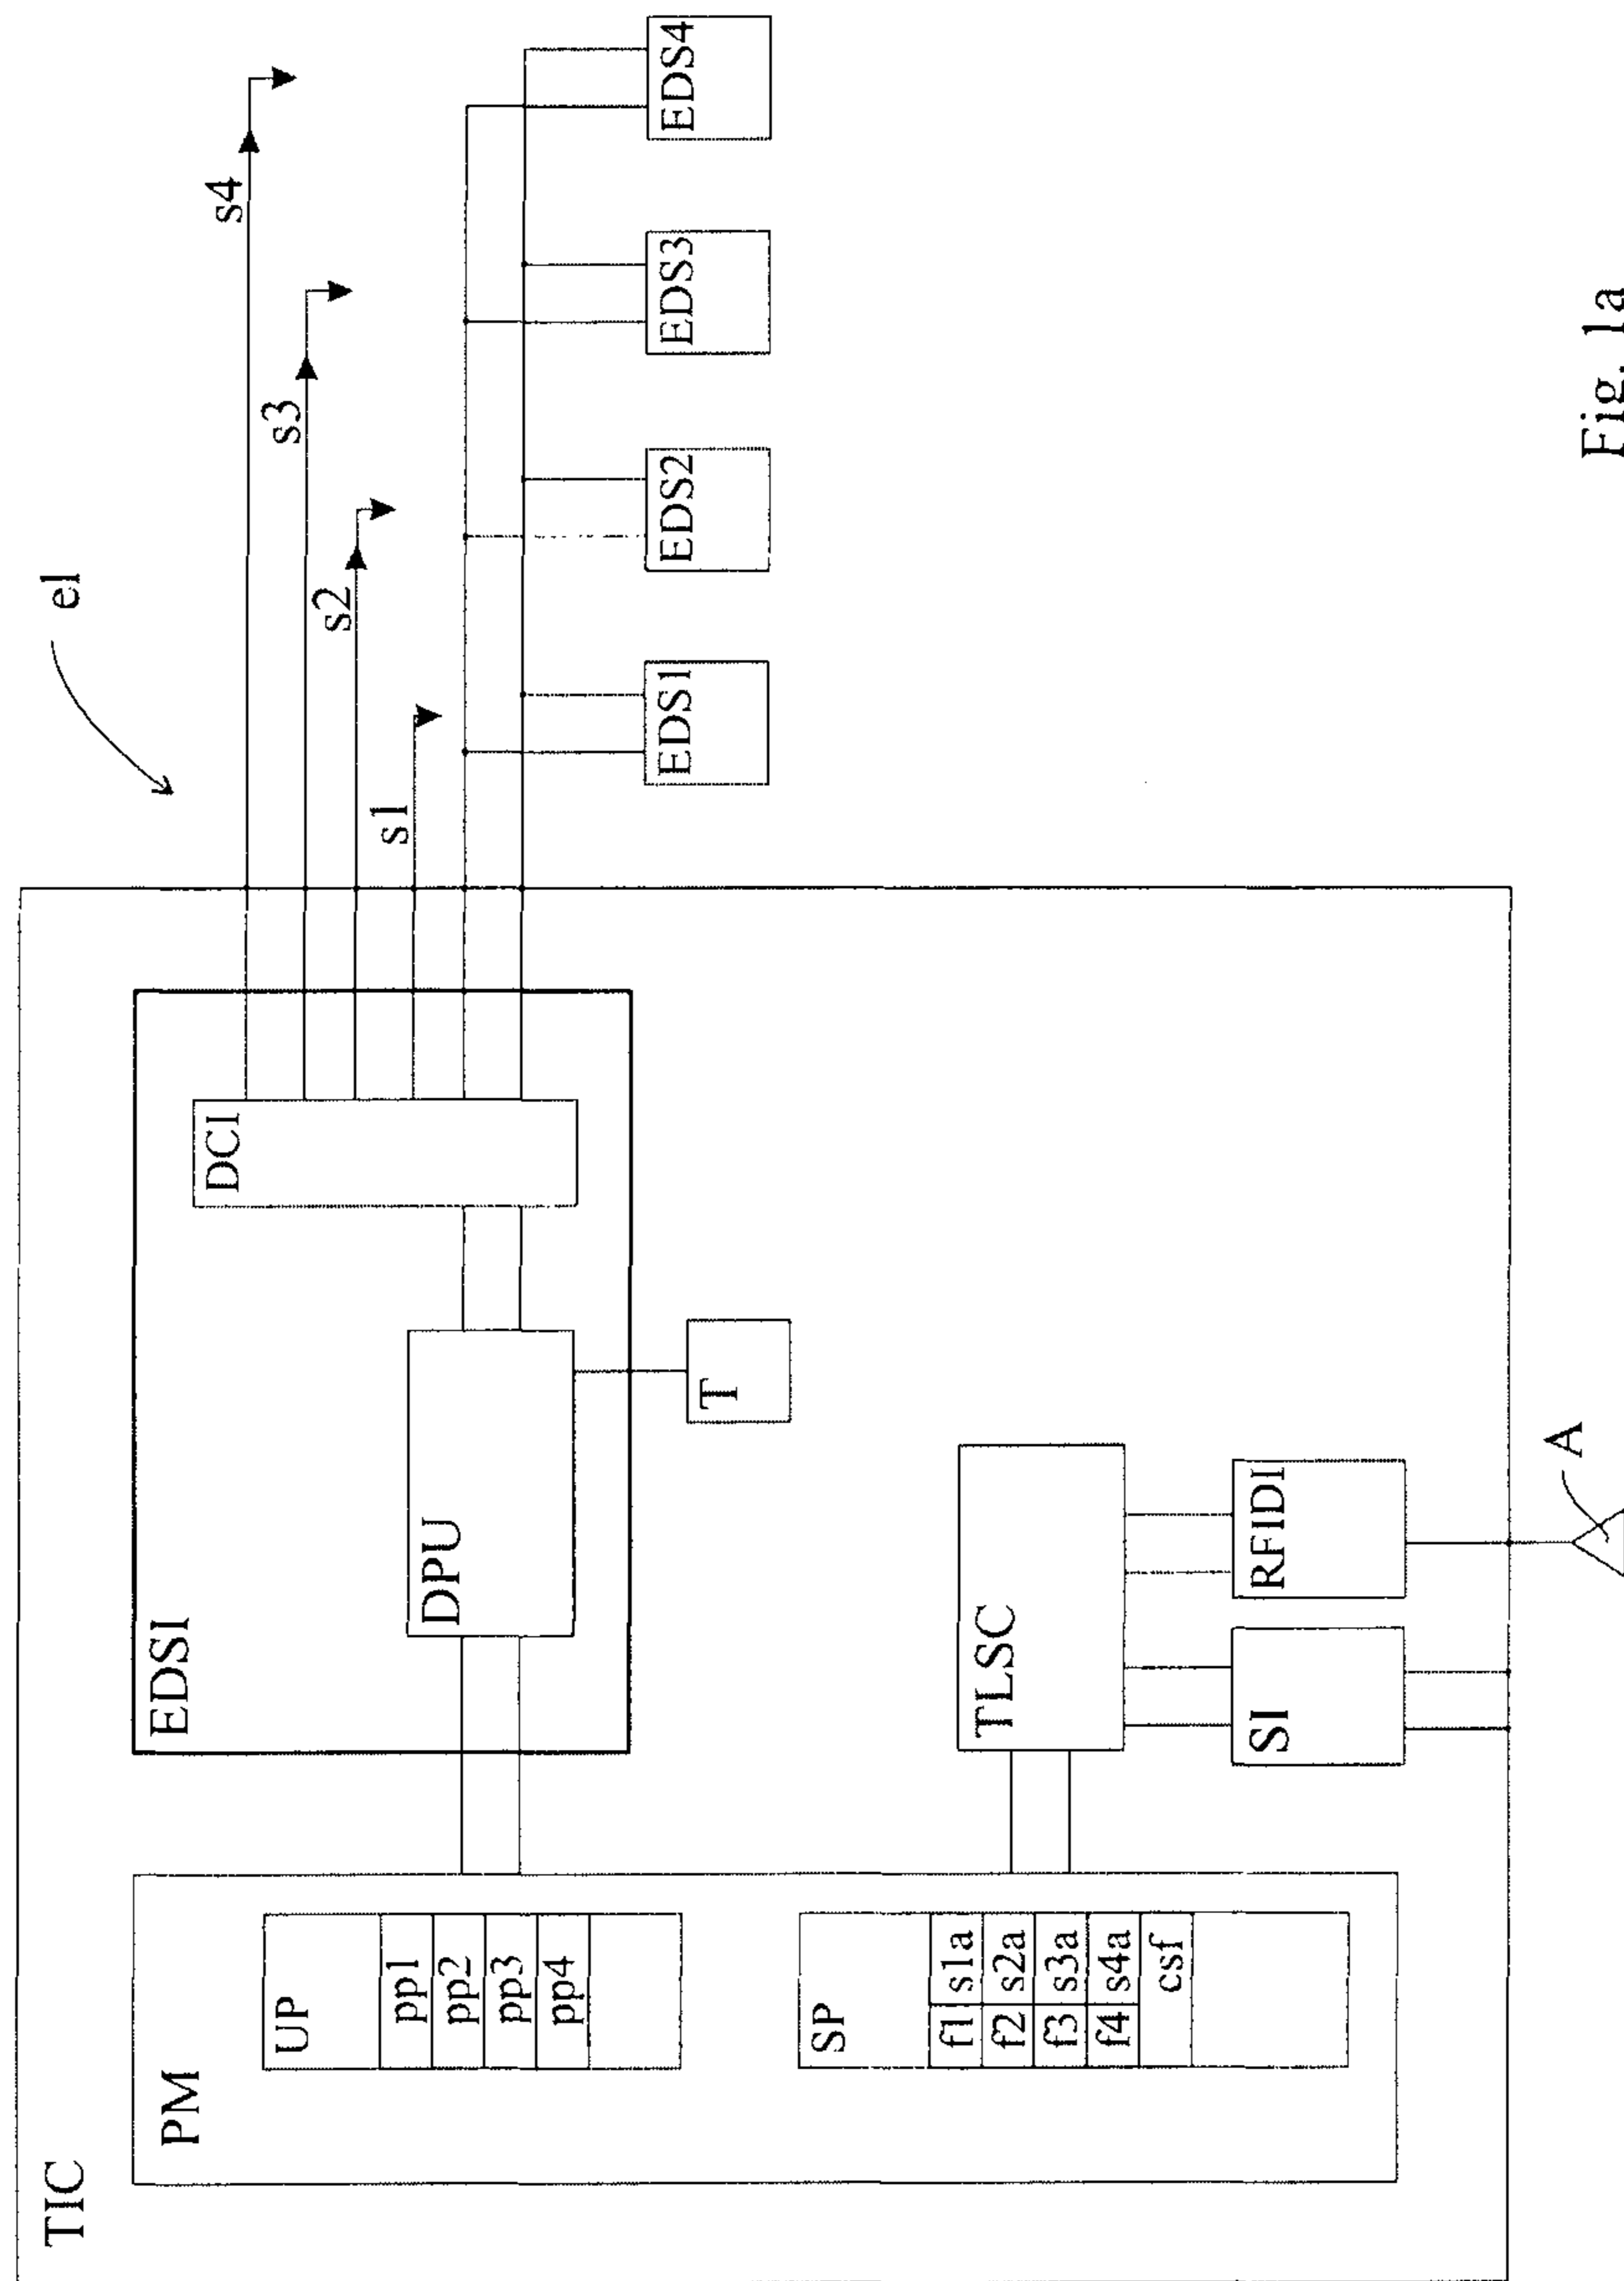 TIC
PM
UP
pp1
pp2
pp3
pp4
SP
f1 s1a
f2 s2a
f3 s3a
f4 s4a
csf
EDSI
DPU
DCI
T
TLSC
SI
RFIDI
A
e1
s1
s2
s3
s4
EDS1
EDS2
EDS3
EDS4
Fig. 1a